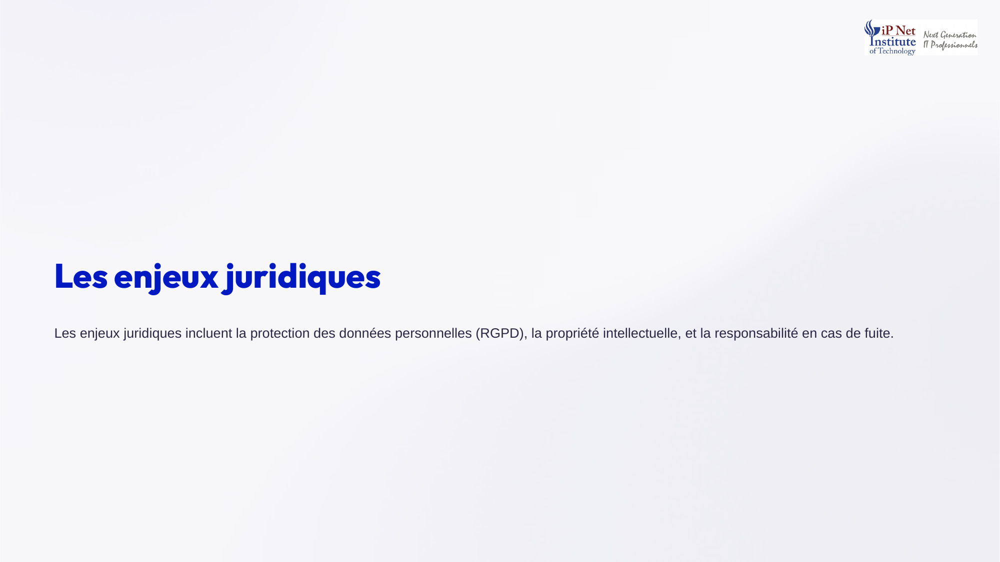 iP Net
Institute
of Technology
Next Generation
IT Professionnels
Les enjeux juridiques
Les enjeux juridiques incluent la protection des données personnelles (RGPD), la propriété intellectuelle, et la responsabilité en cas de fuite.